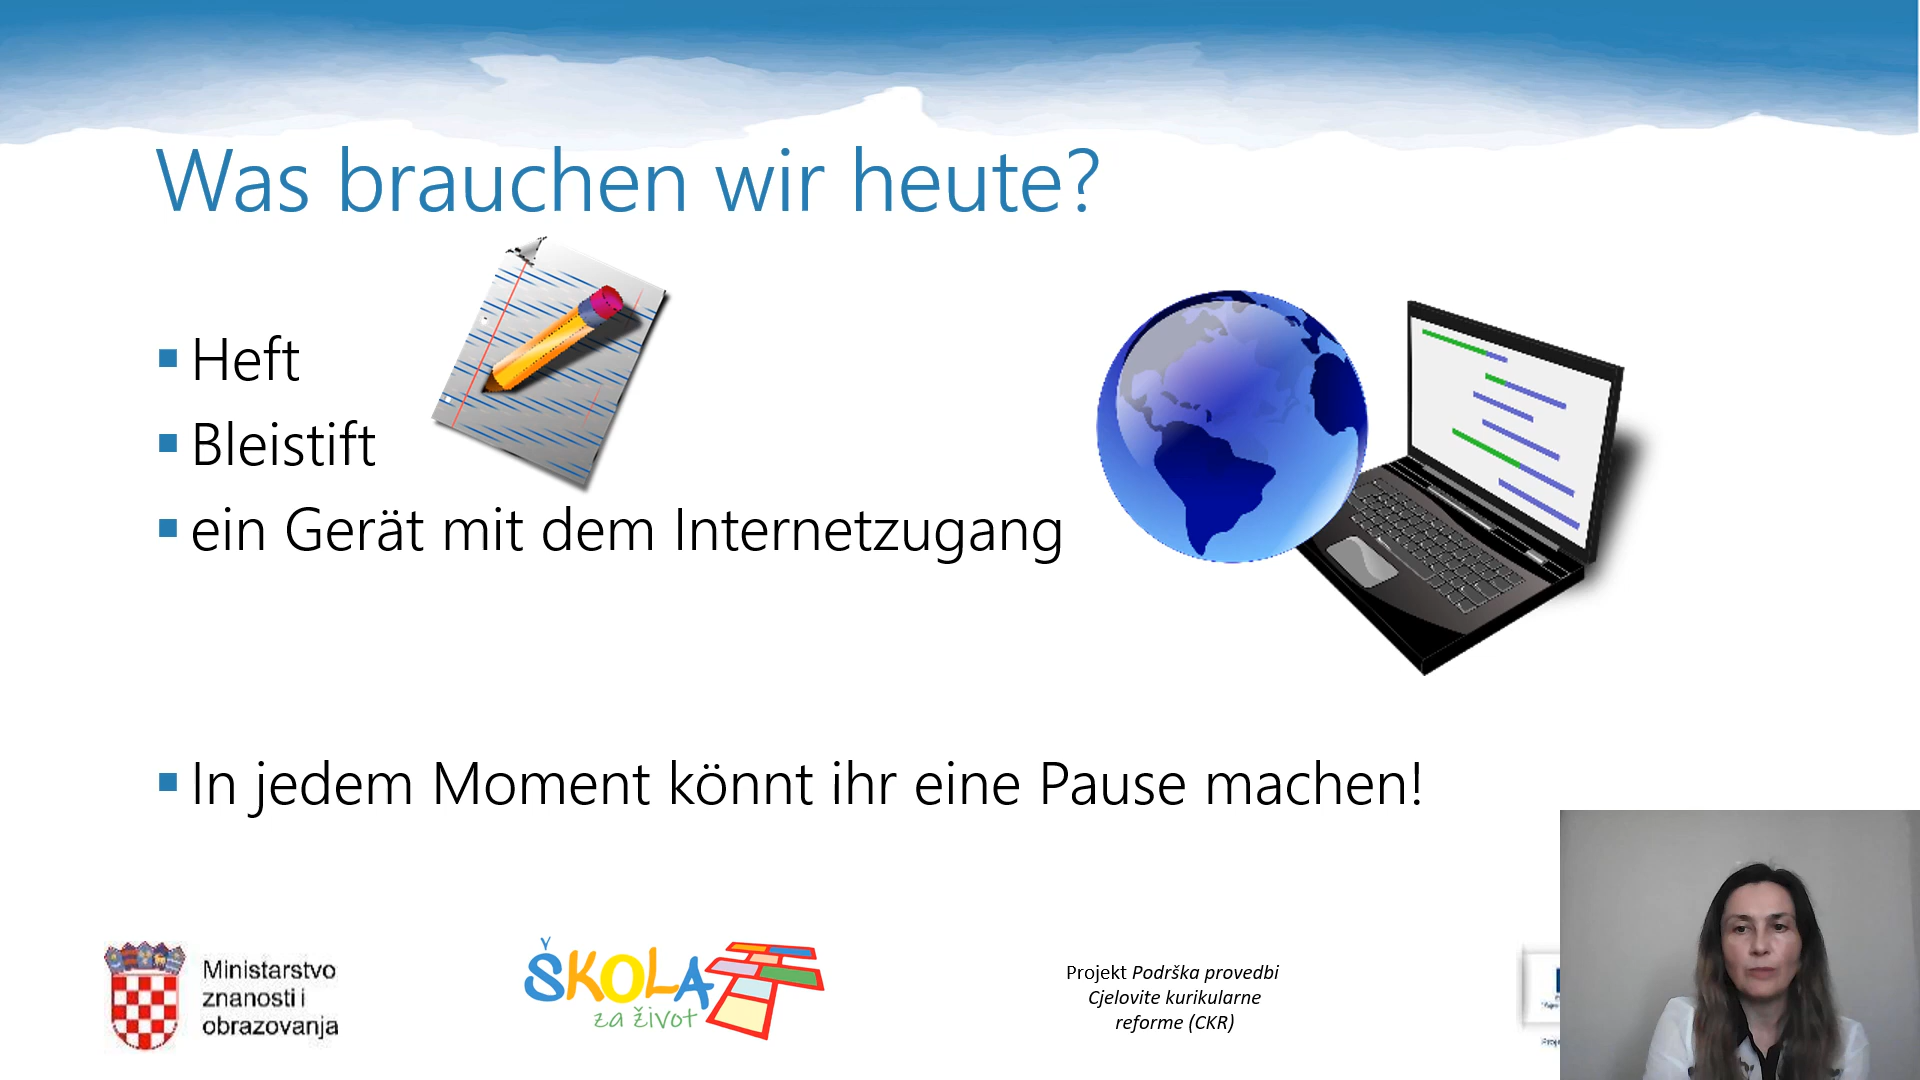 Was brauchen wir heute?
Heft
Bleistift
ein Gerät mit dem Internetzugang
In jedem Moment könnt ihr eine Pause machen!
Ministarstvo
znanosti i
obrazovanja
ŠKOLA
za život
Projekt Podrška provedbi
Cjelovite kurikularne
reforme (CKR)